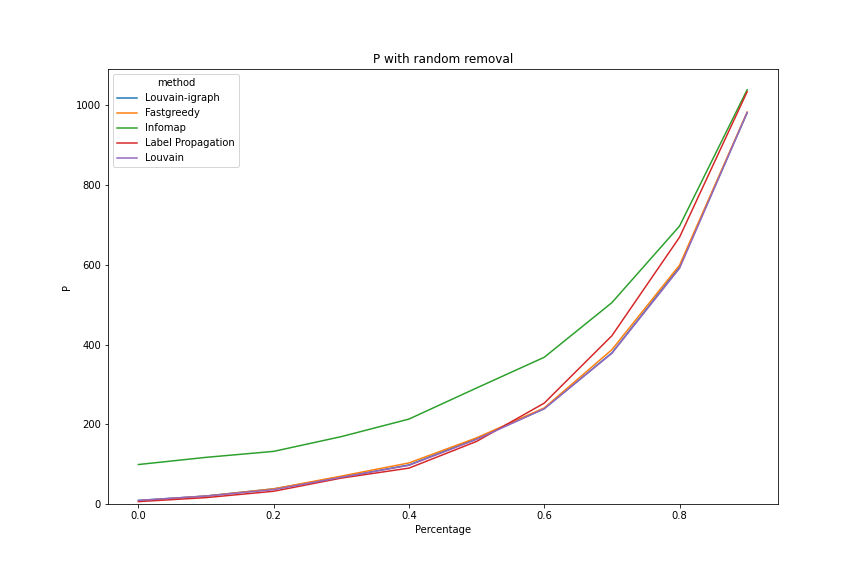 P with random removal
method
Louvain-igraph
Fastgreedy
Infomap
Label Propagation
Louvain
1000
800
600
400
200
0
P
0.0 0.2 0.4 0.6 0.8
Percentage